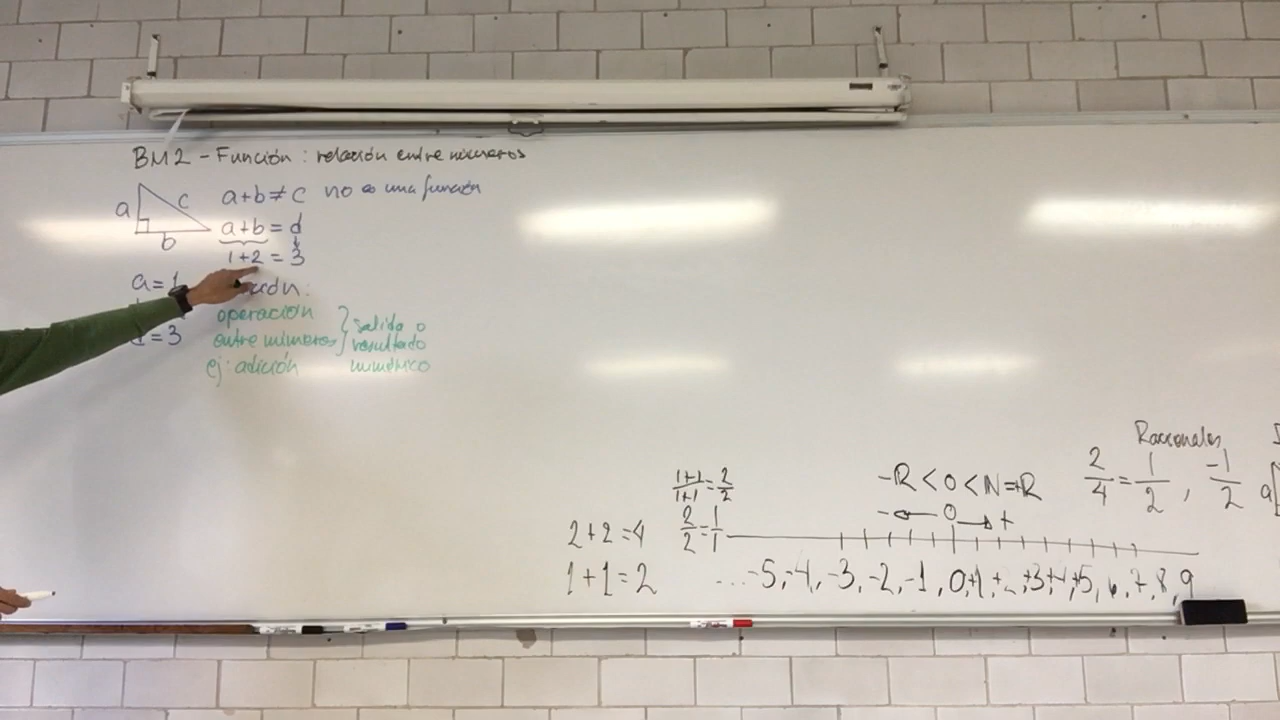 BM2 - Función: relación entre números
a c b
a+b≠c no es una función
a+b = d
1+2 = 3
a=1
d=3
operación
entre números
ej: adición
salida o
resultado
numérico
1+1/1+1 = 2/2
2/2 = 1/1
2+2=4
1+1=2
-R<0<N=+R
- ← 0 → +
...-5,-4,-3,-2,-1,0,+1,+2,+3,+4,+5,6,7,8,9
Racionales
2/4 = 1/2, -1/2
a